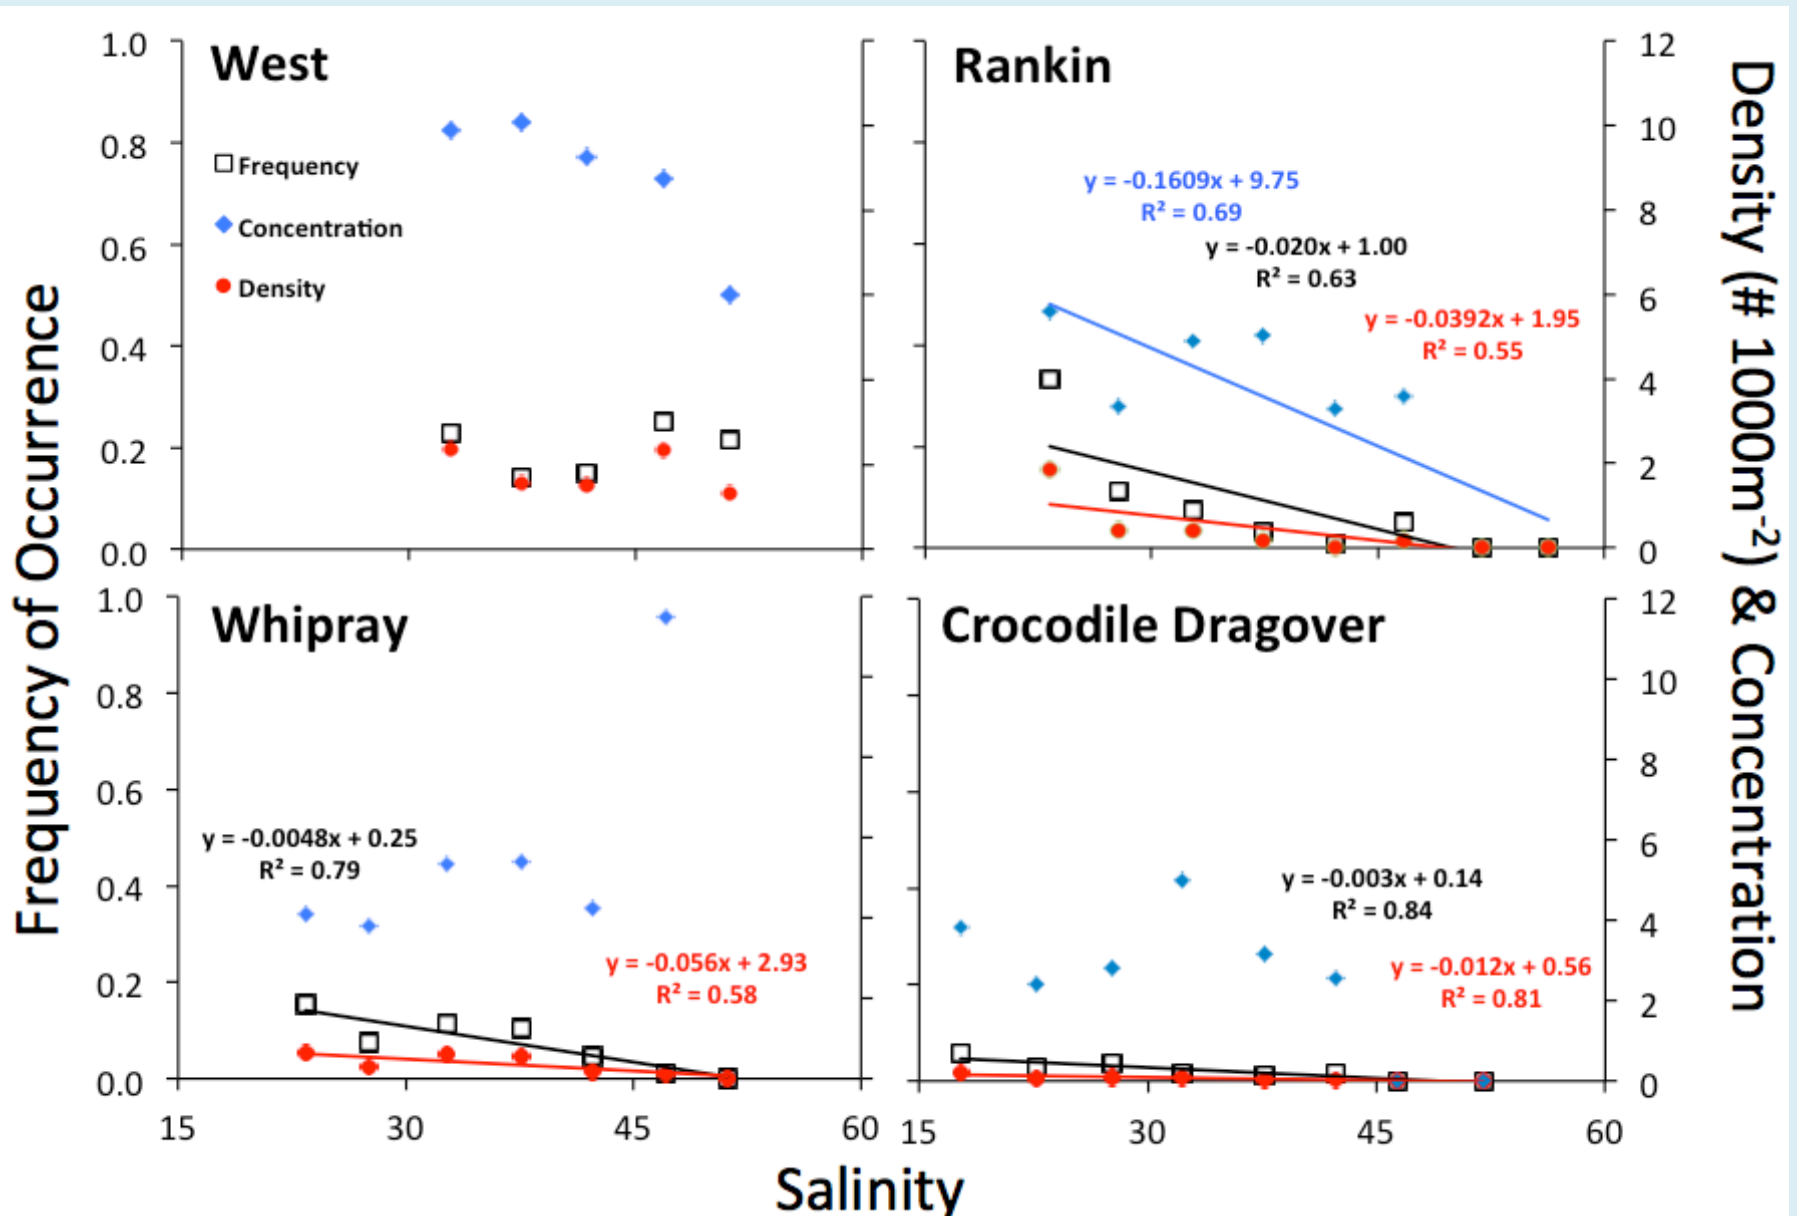 Frequency of Occurrence
Density (# 1000m⁻²) & Concentration
West
1.0
0.8
0.6
0.4
0.2
0.0
Frequency
Concentration
Density
Rankin
12
10
8
6
4
2
0
y = -0.1609x + 9.75
R² = 0.69
y = -0.020x + 1.00
R² = 0.63
y = -0.0392x + 1.95
R² = 0.55
Whipray
1.0
0.8
0.6
0.4
0.2
0.0
y = -0.0048x + 0.25
R² = 0.79
y = -0.056x + 2.93
R² = 0.58
15 30 45 60
Crocodile Dragover
12
10
8
6
4
2
0
y = -0.003x + 0.14
R² = 0.84
y = -0.012x + 0.56
R² = 0.81
15 30 45 60
Salinity